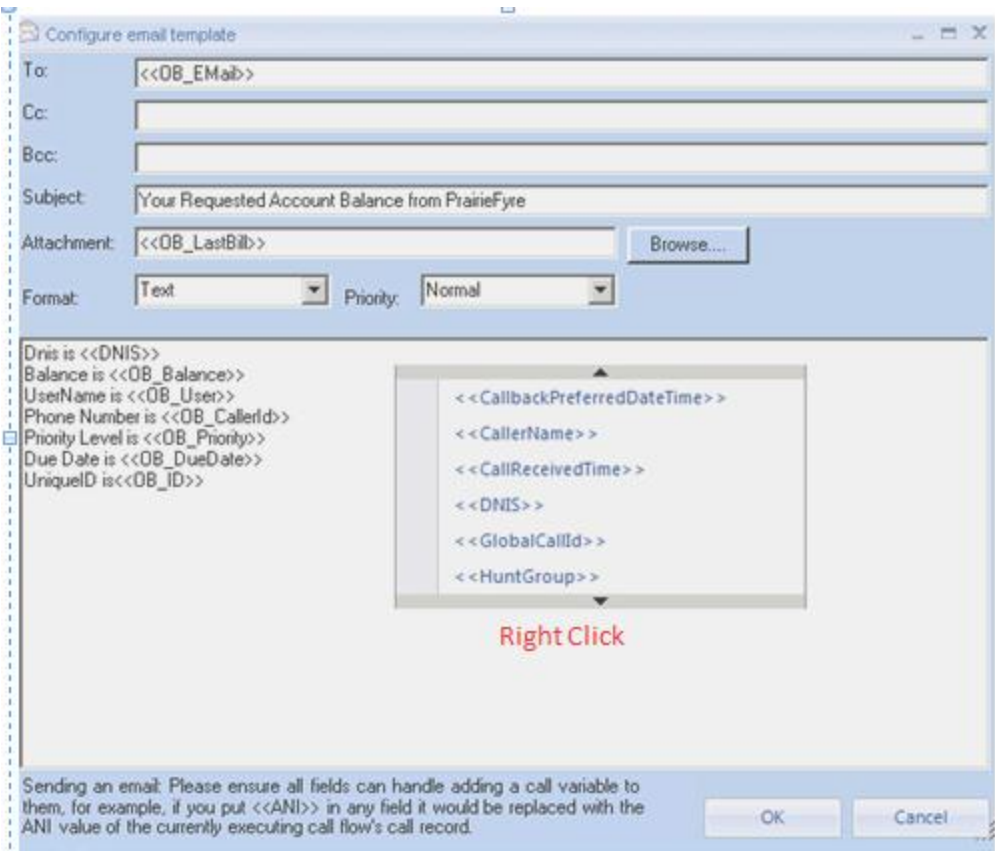 Configure email template
To: <<OB_EMail>>
Cc:
Bcc:
Subject: Your Requested Account Balance from PrairieFyre
Attachment: <<OB_LastBill>> Browse....
Format: Text Priority: Normal
Dnis is <<DNIS>>
Balance is <<OB_Balance>>
UserName is <<OB_User>>
Phone Number is <<OB_CallerId>>
Priority Level is <<OB_Priority>>
Due Date is <<OB_DueDate>>
UniqueID is<<OB_ID>>
<<CallbackPreferredDateTime>>
<<CallerName>>
<<CallReceivedTime>>
<<DNIS>>
<<GlobalCallId>>
<<HuntGroup>>
Right Click
Sending an email: Please ensure all fields can handle adding a call variable to
them, for example, if you put <<ANI>> in any field it would be replaced with the
ANI value of the currently executing call flow's call record.
OK Cancel